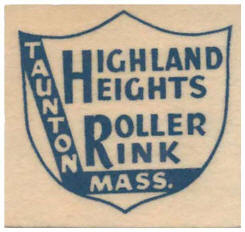 TAUNTON
HIGHLAND
HEIGHTS
ROLLER
RINK
MASS.